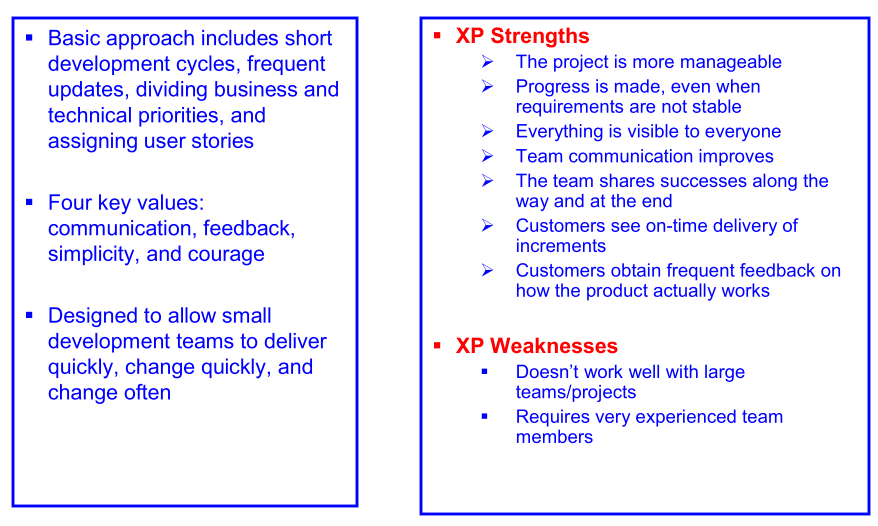 Basic approach includes short
development cycles, frequent
updates, dividing business and
technical priorities, and
assigning user stories
Four key values:
communication, feedback,
simplicity, and courage
Designed to allow small
development teams to deliver
quickly, change quickly, and
change often
XP Strengths
The project is more manageable
Progress is made, even when
requirements are not stable
Everything is visible to everyone
Team communication improves
The team shares successes along the
way and at the end
Customers see on-time delivery of
increments
Customers obtain frequent feedback on
how the product actually works
XP Weaknesses
Doesn’t work well with large
teams/projects
Requires very experienced team
members